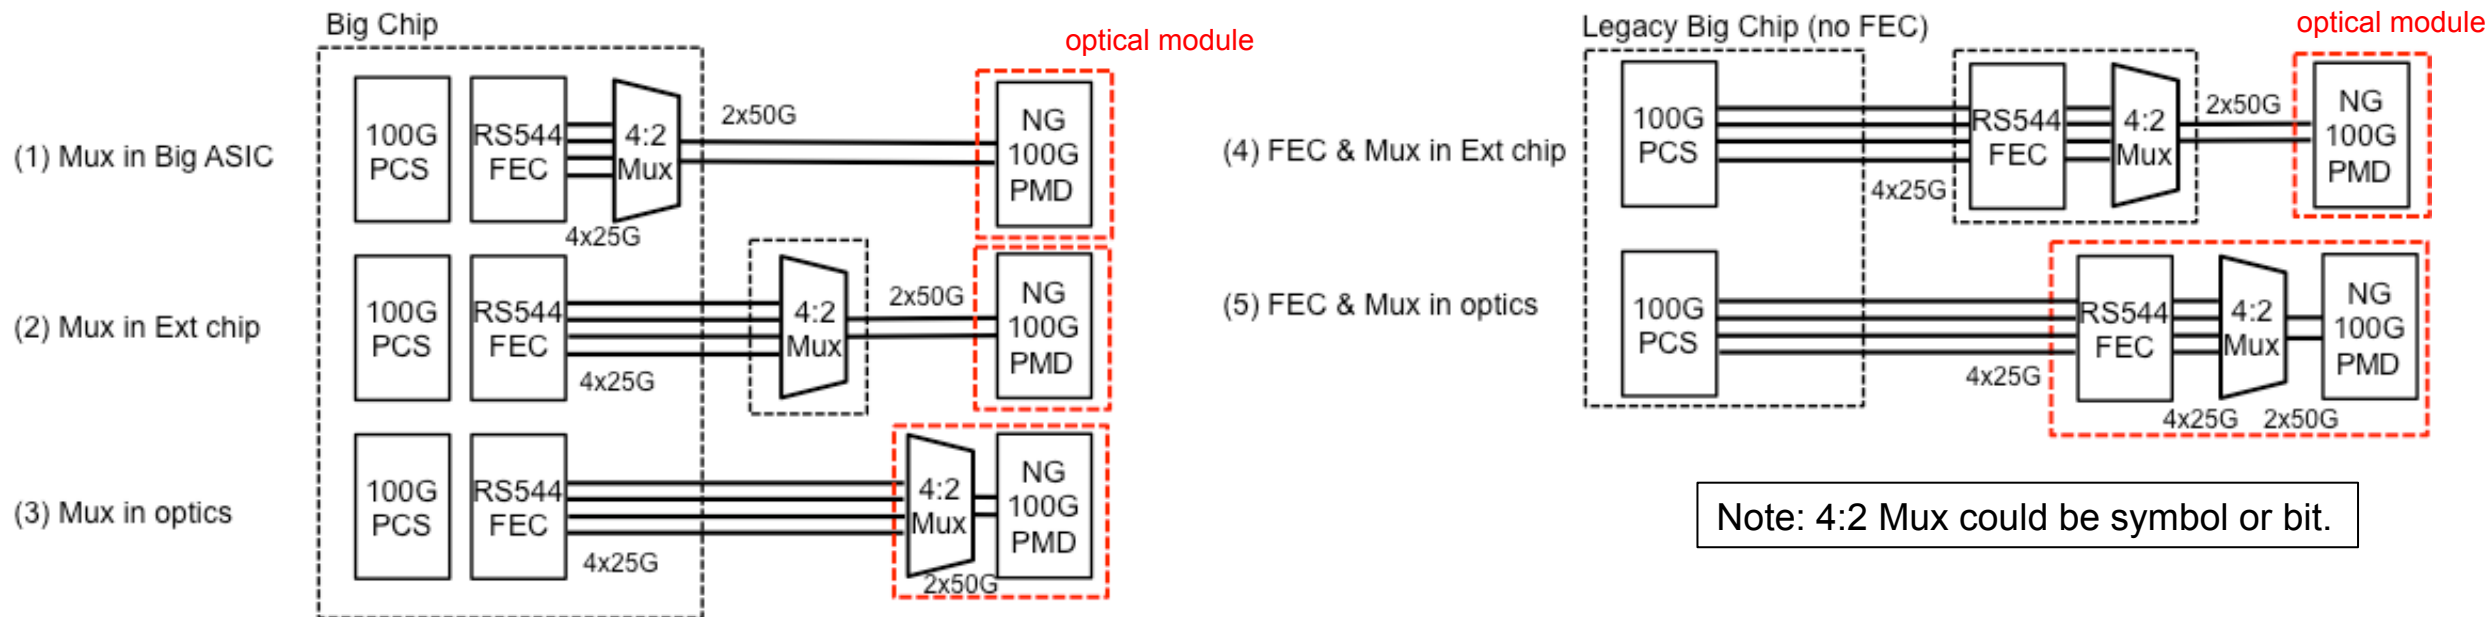 Big Chip
optical module
(1) Mux in Big ASIC
100G
PCS
RS544
FEC
4:2
Mux
4x25G
2x50G
NG
100G
PMD
(2) Mux in Ext chip
100G
PCS
RS544
FEC
4x25G
4:2
Mux
2x50G
NG
100G
PMD
(3) Mux in optics
100G
PCS
RS544
FEC
4x25G
4:2
Mux
2x50G
NG
100G
PMD
Legacy Big Chip (no FEC)
optical module
(4) FEC & Mux in Ext chip
100G
PCS
4x25G
RS544
FEC
4:2
Mux
2x50G
NG
100G
PMD
(5) FEC & Mux in optics
100G
PCS
4x25G
RS544
FEC
4:2
Mux
4x25G
2x50G
NG
100G
PMD
Note: 4:2 Mux could be symbol or bit.